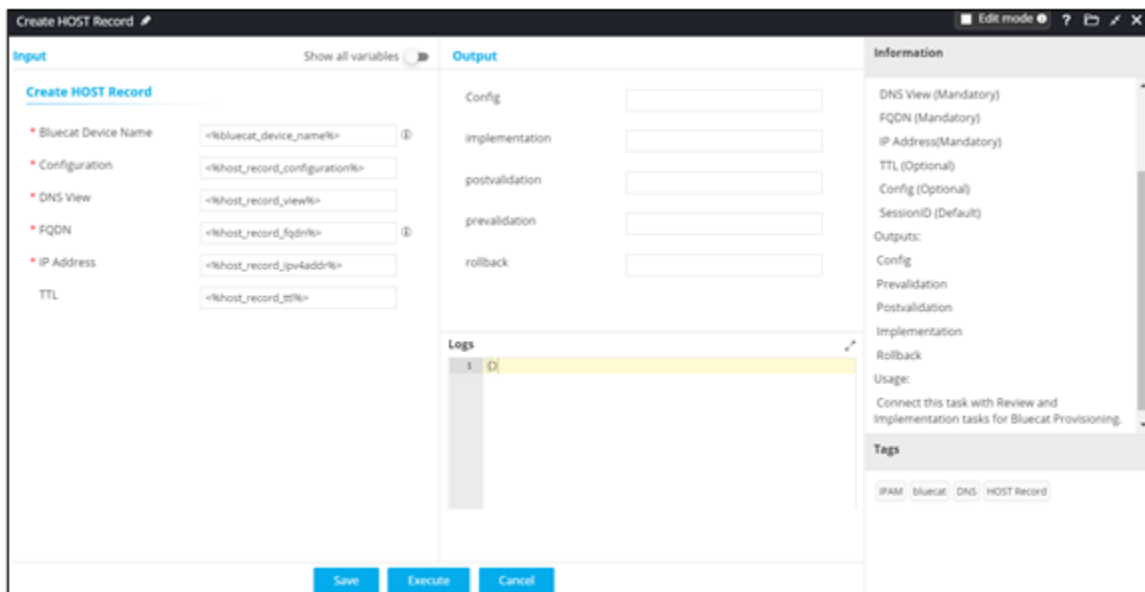 Create HOST Record
Edit mode
?
X
Input
Show all variables
Create HOST Record
* Bluecat Device Name
<%bluecat_device_name%>
* Configuration
<%host_record_configuration%>
* DNS View
<%host_record_view%>
* FQDN
<%host_record_fqdn%>
* IP Address
<%host_record_ipv4addr%>
TTL
<%host_record_ttl%>
Output
Config
implementation
postvalidation
prevalidation
rollback
Logs
1 {}
Information
DNS View (Mandatory)
FQDN (Mandatory)
IP Address(Mandatory)
TTL (Optional)
Config (Optional)
SessionID (Default)
Outputs:
Config
Prevalidation
Postvalidation
Implementation
Rollback
Usage:
Connect this task with Review and
Implementation tasks for Bluecat Provisioning.
Tags
IPAM bluecat DNS HOST Record
Save Execute Cancel